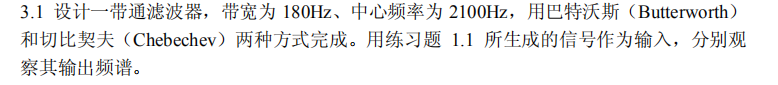 3.1 设计一带通滤波器，带宽为 180Hz、中心频率为 2100Hz，用巴特沃斯（Butterworth）
和切比契夫（Chebechev）两种方式完成。用练习题 1.1 所生成的信号作为输入，分别观
察其输出频谱。